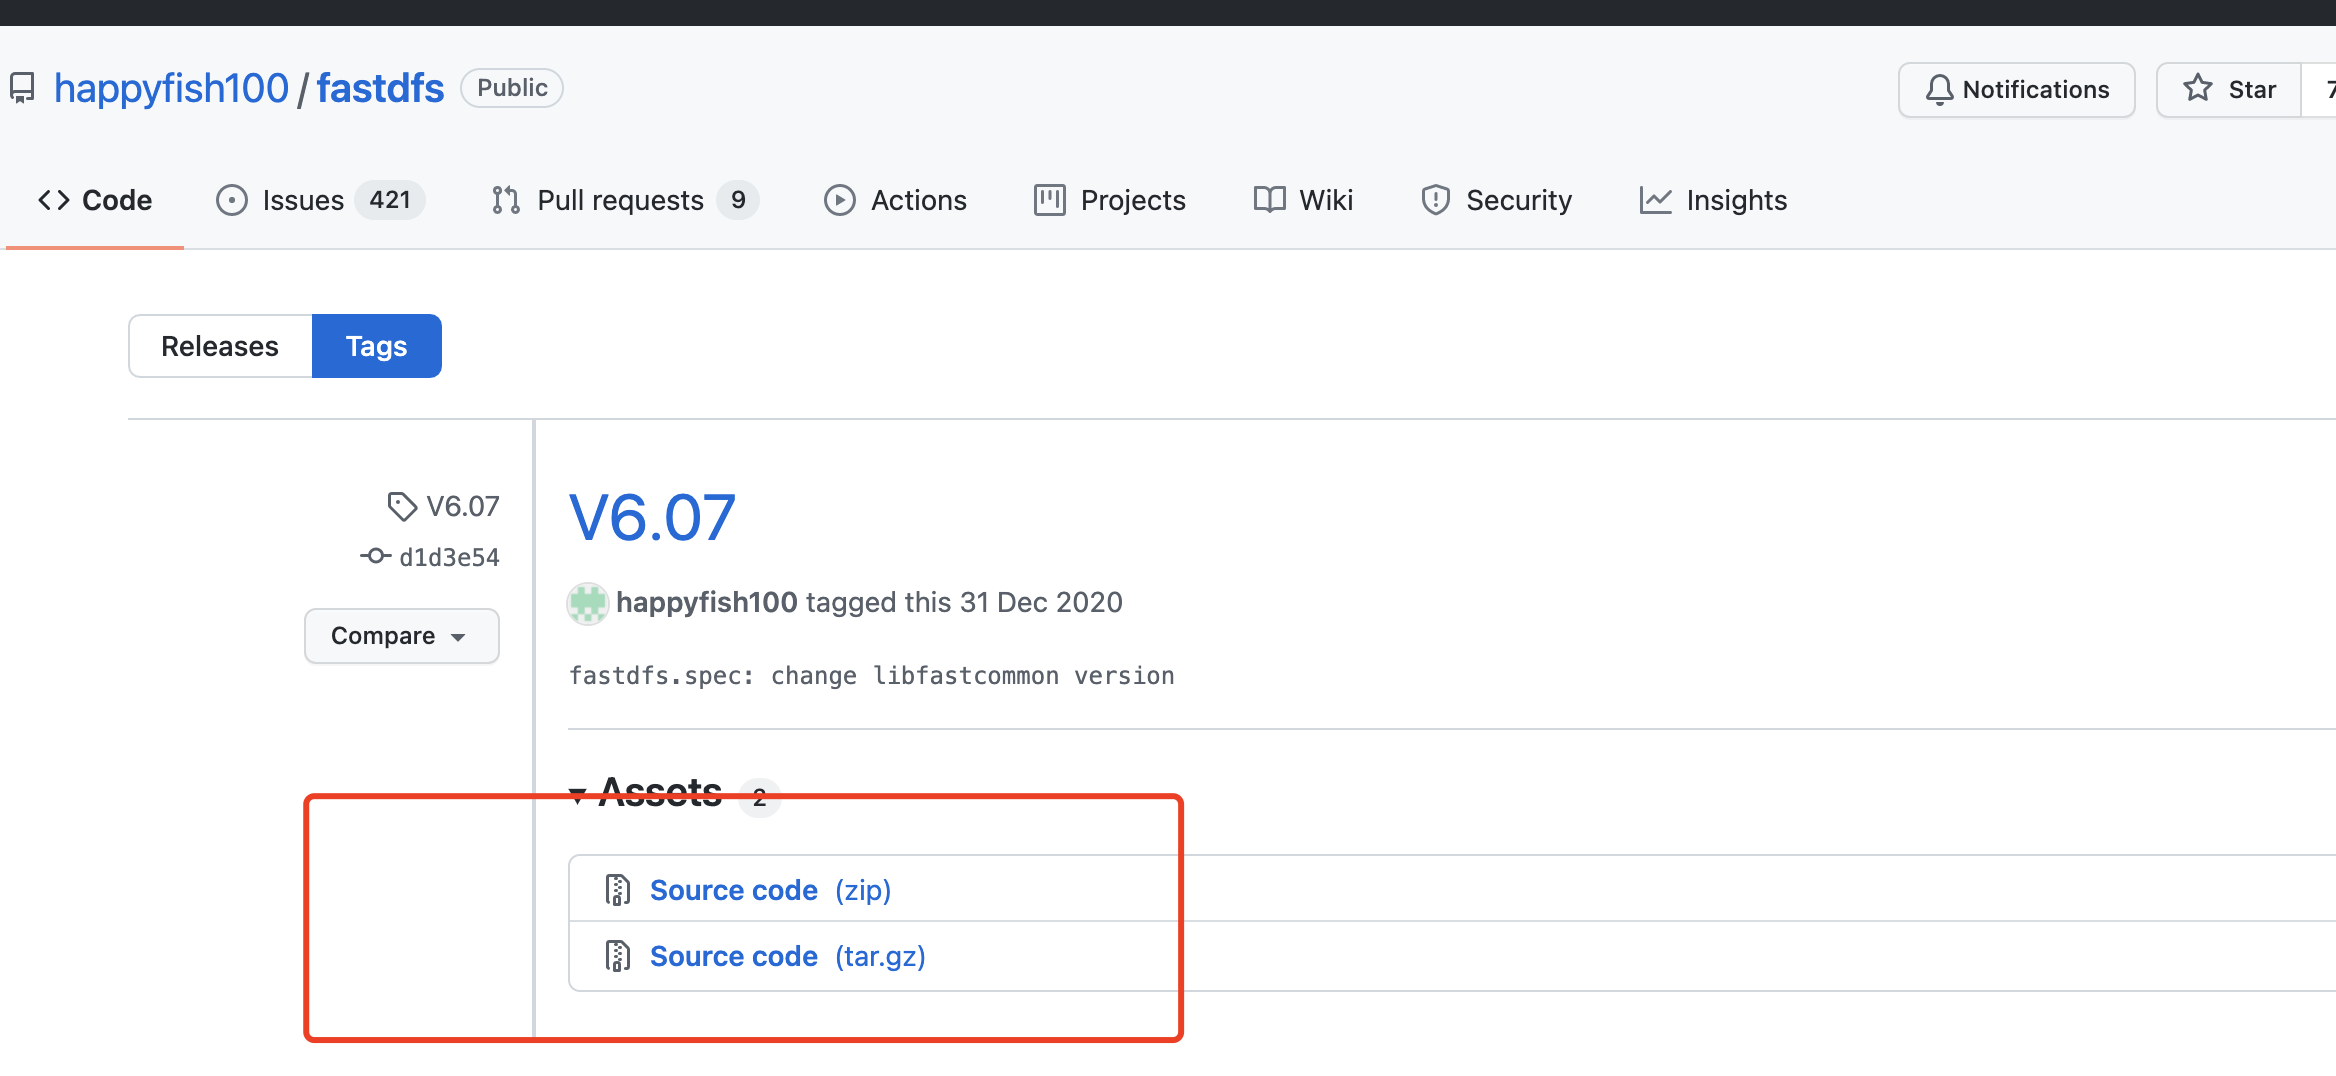 happyfish100 / fastdfs Public Notifications Star 7
Code Issues 421 Pull requests 9 Actions Projects Wiki Security Insights
Releases Tags
V6.07
d1d3e54
Compare
V6.07
happyfish100 tagged this 31 Dec 2020
fastdfs.spec: change libfastcommon version
Assets 2
Source code (zip)
Source code (tar.gz)